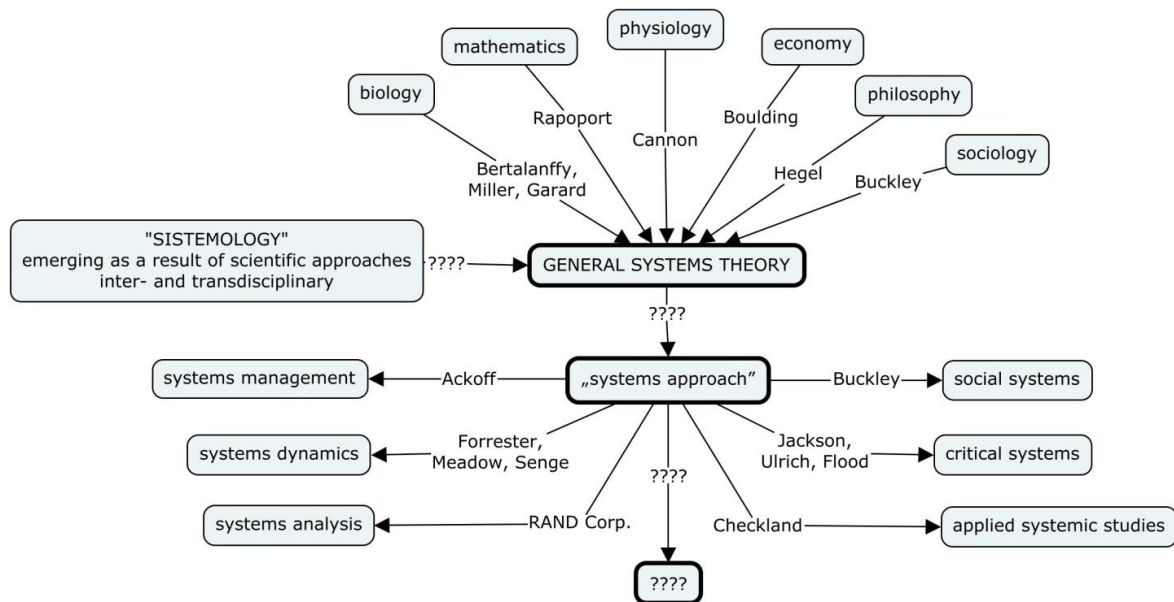 physiology
mathematics
economy
biology
philosophy
Rapoport
Boulding
Cannon
sociology
Bertalanffy,
Miller, Garard
Hegel
Buckley
"SISTEMOLOGY"
emerging as a result of scientific approaches
inter- and transdisciplinary
????
GENERAL SYSTEMS THEORY
????
systems management
Ackoff
„systems approach”
Buckley
social systems
systems dynamics
Forrester,
Meadow, Senge
????
Jackson,
Ulrich, Flood
critical systems
systems analysis
RAND Corp.
Checkland
applied systemic studies
????